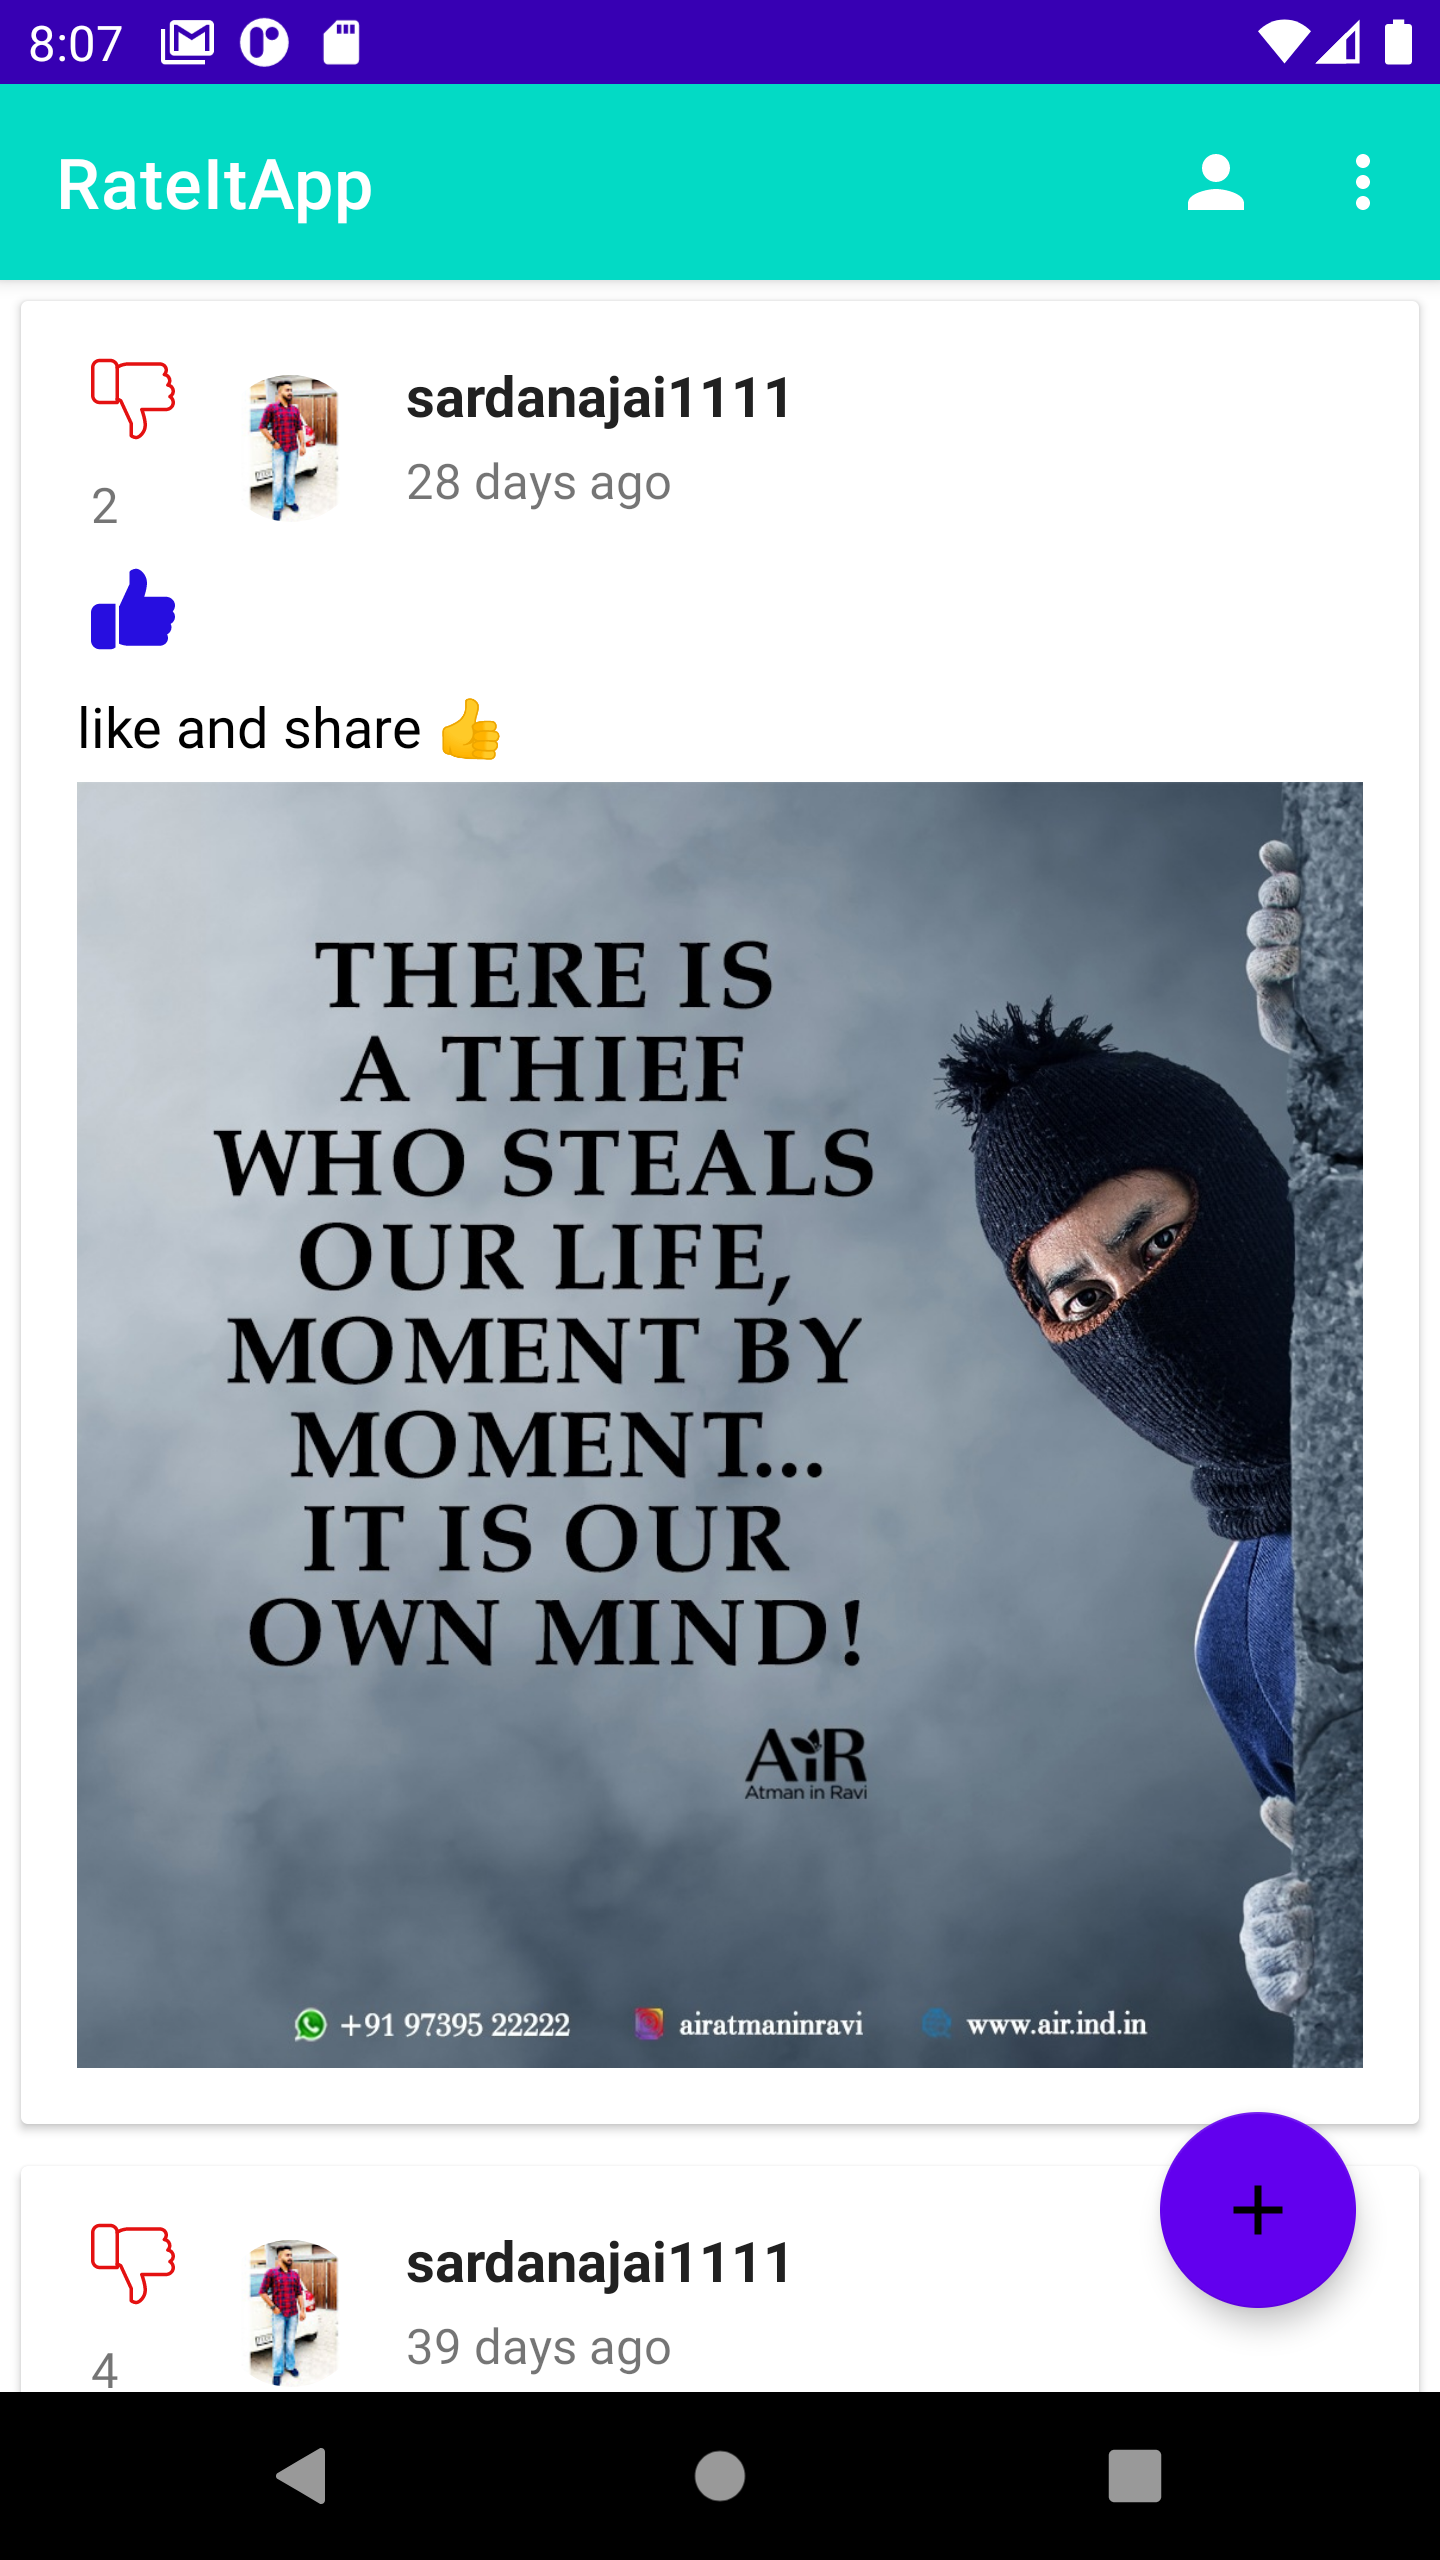 8:07
RateItApp
sardanajai1111
28 days ago
2
like and share 👍
THERE IS
A THIEF
WHO STEALS
OUR LIFE,
MOMENT BY
MOMENT...
IT IS OUR
OWN MIND!
AiR
Atman in Ravi
+91 97395 22222 airatmaninravi www.air.ind.in
sardanajai1111
39 days ago
4